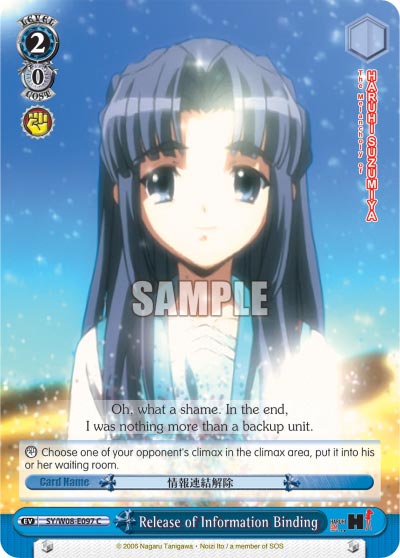 LEVEL
2
0
COST
The Melancholy of
HARUHI SUZUMIYA
SAMPLE
Oh, what a shame. In the end,
I was nothing more than a backup unit.
Choose one of your opponent's climax in the climax area, put it into his
or her waiting room.
Card Name 情報連結解除
EV SY/W08-E097 C Release of Information Binding
© 2006 Nagaru Tanigawa • Noizi Ito / a member of SOS